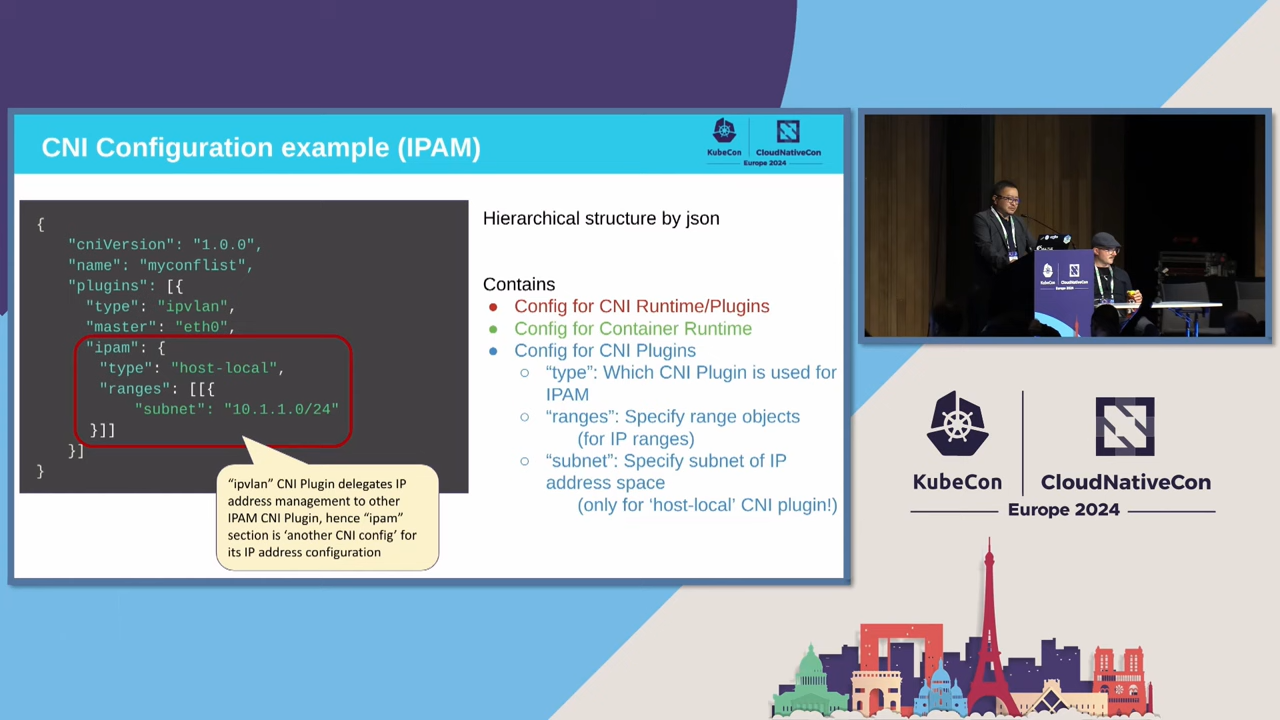 CNI Configuration example (IPAM)
KubeCon
CloudNativeCon
Europe 2024
{
"cniVersion": "1.0.0",
"name": "myconflist",
"plugins": [{
"type": "ipvlan",
"master": "eth0",
"ipam": {
"type": "host-local",
"ranges": [[{
"subnet": "10.1.1.0/24"
}]]
}]
}
"ipvlan" CNI Plugin delegates IP
address management to other
IPAM CNI Plugin, hence "ipam"
section is 'another CNI config' for
its IP address configuration
Hierarchical structure by json
Contains
● Config for CNI Runtime/Plugins
● Config for Container Runtime
● Config for CNI Plugins
○ “type”: Which CNI Plugin is used for
IPAM
○ “ranges”: Specify range objects
(for IP ranges)
○ “subnet”: Specify subnet of IP
address space
(only for ‘host-local’ CNI plugin!)
KubeCon
CloudNativeCon
Europe 2024